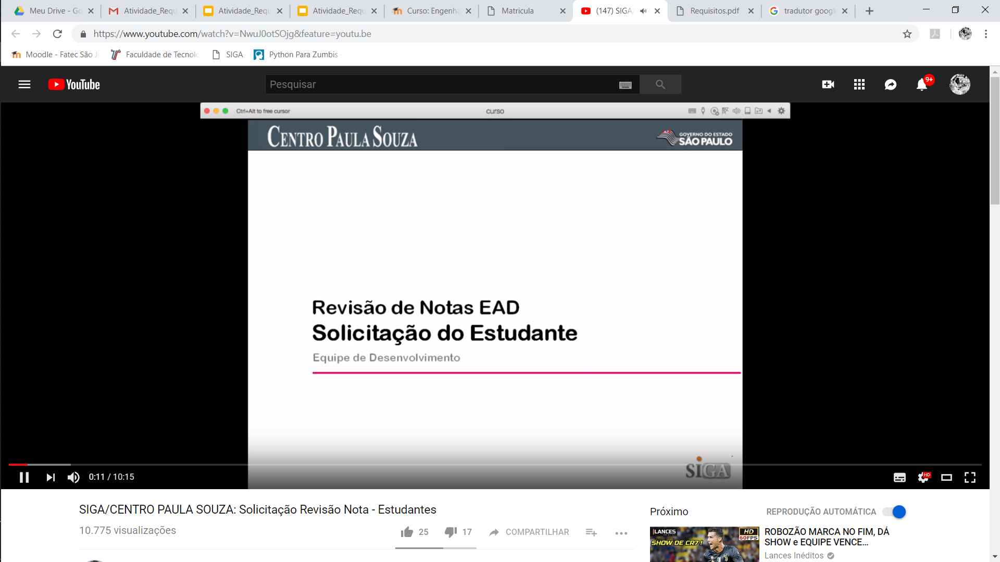 Meu Drive - Go
Atividade_Requ
Atividade_Requ
Atividade_Requ
Curso: Engenha
Matricula
(147) SIGA/
Requisitos.pdf
tradutor google
https://www.youtube.com/watch?v=NwuJ0otSOjg&feature=youtu.be
Moodle - Fatec São J
Faculdade de Tecnolo
SIGA
Python Para Zumbis -
YouTube
Pesquisar
9+
Ctrl+Alt to free cursor
curso
CENTRO PAULA SOUZA
GOVERNO DO ESTADO
SÃO PAULO
Revisão de Notas EAD
Solicitação do Estudante
Equipe de Desenvolvimento
SIGA
0:11 / 10:15
HD
SIGA/CENTRO PAULA SOUZA: Solicitação Revisão Nota - Estudantes
10.775 visualizações
25
17
COMPARTILHAR
Próximo
REPRODUÇÃO AUTOMÁTICA
LANCES
HD
60FPS
SHOW DE CR7 !
ROBOZÃO MARCA NO FIM, DÁ
SHOW e EQUIPE VENCE...
Lances Inéditos